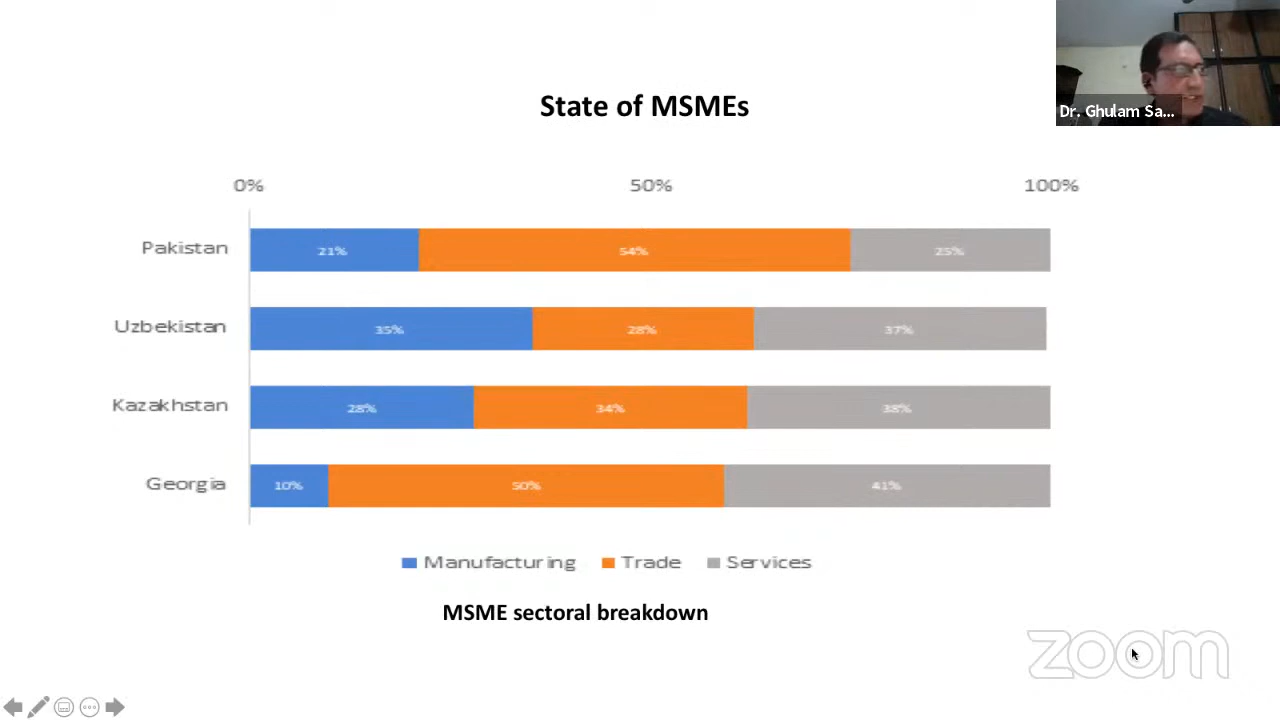 Dr. Ghulam Sa...
State of MSMEs
0% 50% 100%
Pakistan 21% 54% 25%
Uzbekistan 35% 28% 37%
Kazakhstan 28% 34% 38%
Georgia 10% 50% 41%
Manufacturing Trade Services
MSME sectoral breakdown
zoom